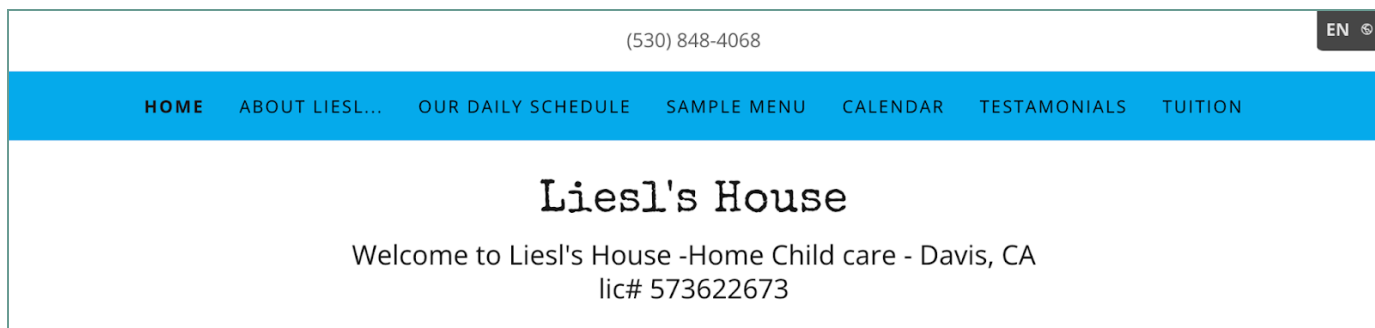 (530) 848-4068
EN
HOME ABOUT LIESL... OUR DAILY SCHEDULE SAMPLE MENU CALENDAR TESTAMONIALS TUITION
Liesl's House
Welcome to Liesl's House -Home Child care - Davis, CA
lic# 573622673